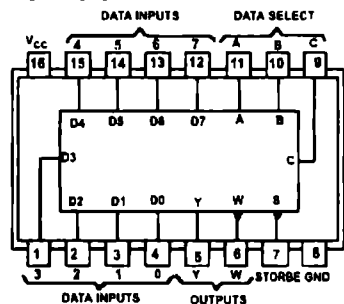 DATA INPUTS DATA SELECT
VCC 4 5 6 7 A B C
16 15 14 13 12 11 10 9
D4 D5 D6 D7 A B
D3 C
D2 D1 D0 Y W S
1 2 3 4 5 6 7 8
3 2 1 0 Y W STORBE GND
DATA INPUTS OUTPUTS